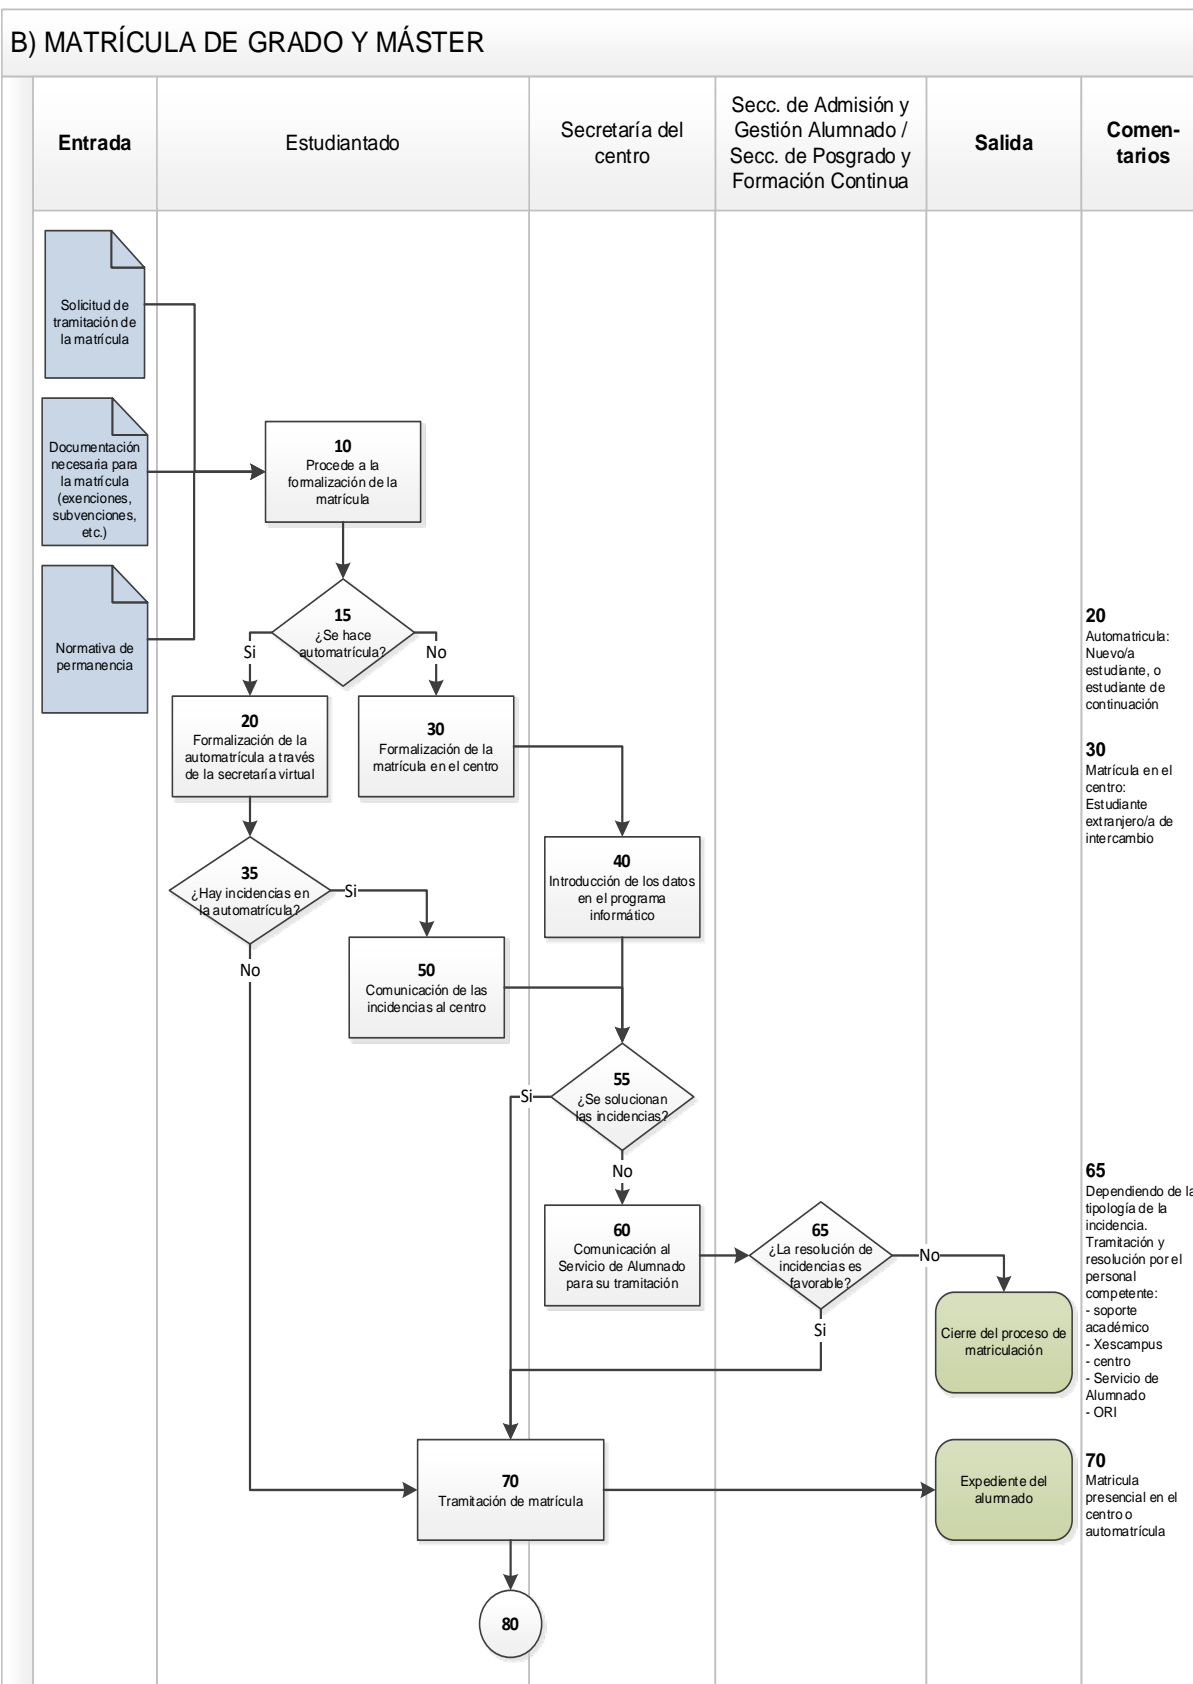 B) MATRÍCULA DE GRADO Y MÁSTER
Entrada
Estudiantado
Secretaría del
centro
Secc. de Admisión y
Gestión Alumnado /
Secc. de Posgrado y
Formación Continua
Salida
Comen-
tarios
Solicitud de
tramitación de
la matrícula
Documentación
necesaria para
la matrícula
(exenciones,
subvenciones,
etc.)
Normativa de
permanencia
10
Procede a la
formalización de la
matrícula
15
¿Se hace
automatrícula?
Si
No
20
Formalización de la
automatrícula a través
de la secretaría virtual
30
Formalización de la
matrícula en el centro
35
¿Hay incidencias en
la automatrícula?
Si
No
40
Introducción de los datos
en el programa
informático
50
Comunicación de las
incidencias al centro
55
¿Se solucionan
las incidencias?
Si
No
60
Comunicación al
Servicio de Alumnado
para su tramitación
65
¿La resolución de
incidencias es
favorable?
No
Si
Cierre del proceso de
matriculación
70
Tramitación de matrícula
Expediente del
alumnado
80
20
Automatricula:
Nuevo/a
estudiante, o
estudiante de
continuación
30
Matrícula en el
centro:
Estudiante
extranjero/a de
intercambio
65
Dependiendo de la
tipología de la
incidencia.
Tramitación y
resolución por el
personal
competente:
- soporte
académico
- Xescampus
- centro
- Servicio de
Alumnado
- ORI
70
Matricula
presencial en el
centro o
automatrícula